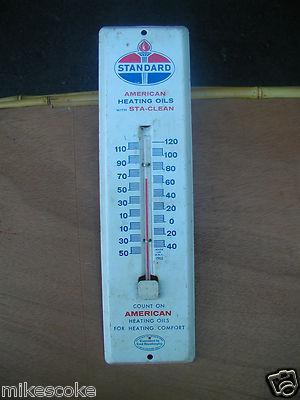 STANDARD
AMERICAN
HEATING OILS
WITH STA-CLEAN
110 120
90 100
70 80
50 60
30 40
10 20
10 0
30 20
50 40
COUNT ON
AMERICAN
HEATING OILS
FOR HEATING COMFORT
mikescooke